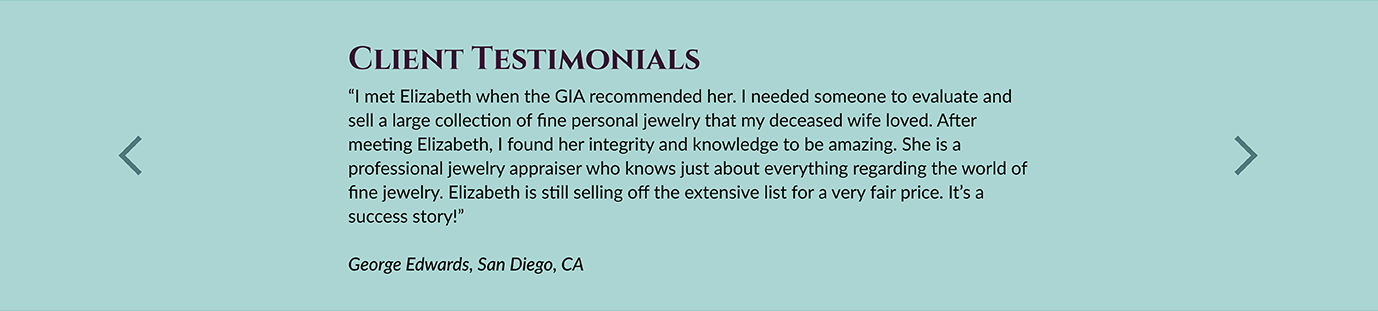 Client Testimonials
“I met Elizabeth when the GIA recommended her. I needed someone to evaluate and
sell a large collection of fine personal jewelry that my deceased wife loved. After
meeting Elizabeth, I found her integrity and knowledge to be amazing. She is a
professional jewelry appraiser who knows just about everything regarding the world of
fine jewelry. Elizabeth is still selling off the extensive list for a very fair price. It’s a
success story!”
George Edwards, San Diego, CA